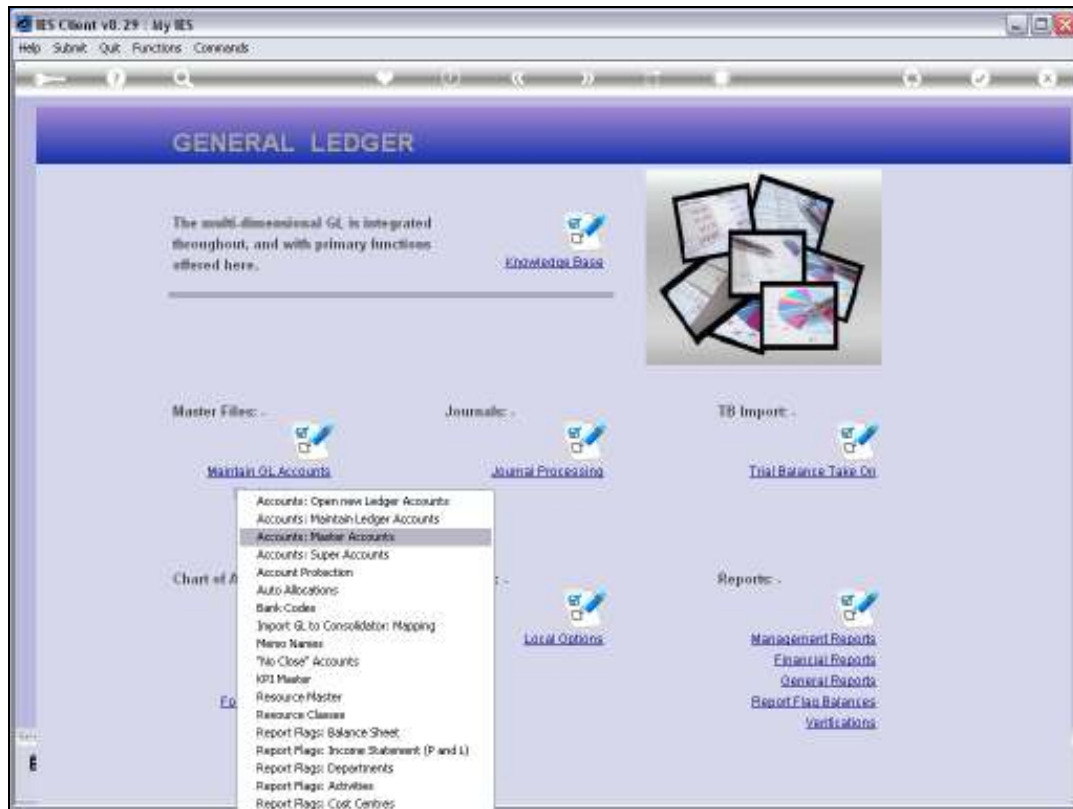 IES Client v0.29 : My IES
Help Submit Quit Functions Commands
GENERAL LEDGER
The multi-dimensional GL is integrated
throughout, and with primary functions
offered here.
Knowledge Base
Master Files: - Journals: - TB Import: -
Maintain GL Accounts Journal Processing Trial Balance Take On
Accounts: Open new Ledger Accounts
Accounts: Maintain Ledger Accounts
Accounts: Master Accounts
Accounts: Super Accounts
Account Protection
Auto Allocations
Bank Codes
Import GL to Consolidator: Mapping
Memo Names
"No Close" Accounts
KPI Master
Resource Master
Resource Classes
Report Flags: Balance Sheet
Report Flags: Income Statement (P and L)
Report Flags: Departments
Report Flags: Activities
Report Flags: Cost Centres
Chart of : - Reports: -
Local Options
Management Reports
Financial Reports
General Reports
Report Flag Balances
Verifications